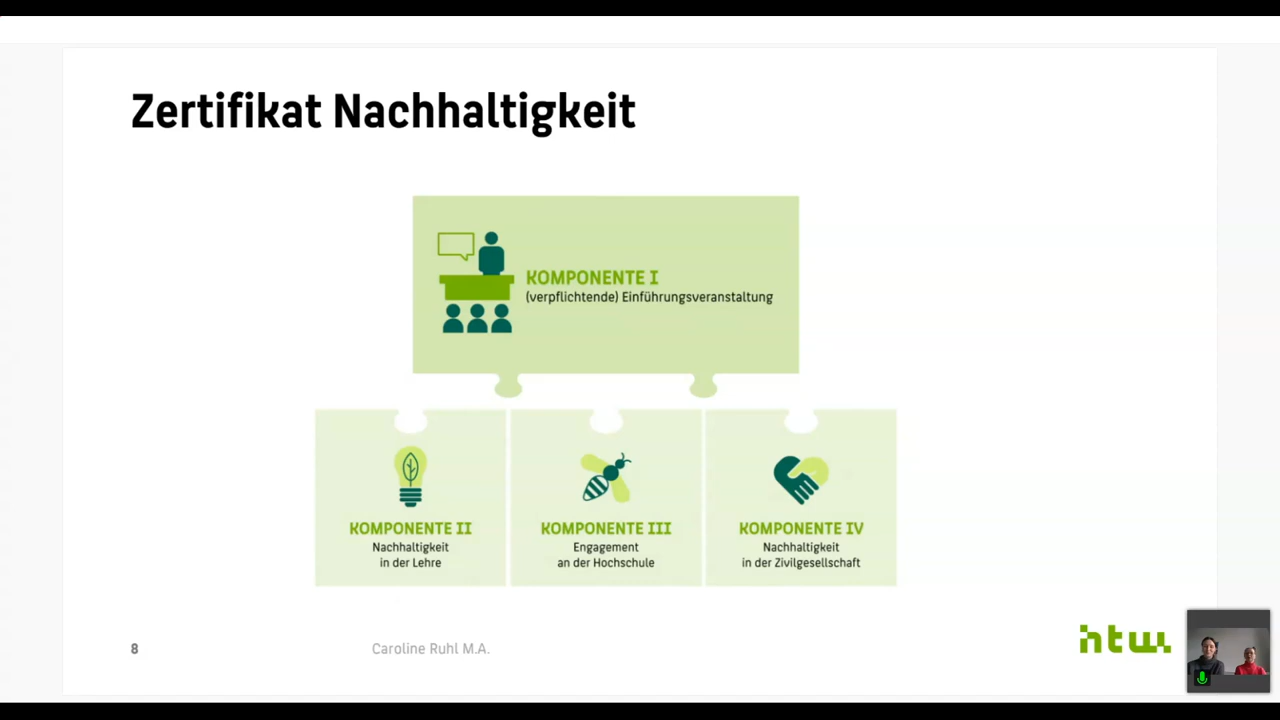 Zertifikat Nachhaltigkeit
KOMPONENTE I
(verpflichtende) Einführungsveranstaltung
KOMPONENTE II
Nachhaltigkeit
in der Lehre
KOMPONENTE III
Engagement
an der Hochschule
KOMPONENTE IV
Nachhaltigkeit
in der Zivilgesellschaft
8
Caroline Ruhl M.A.
htw.